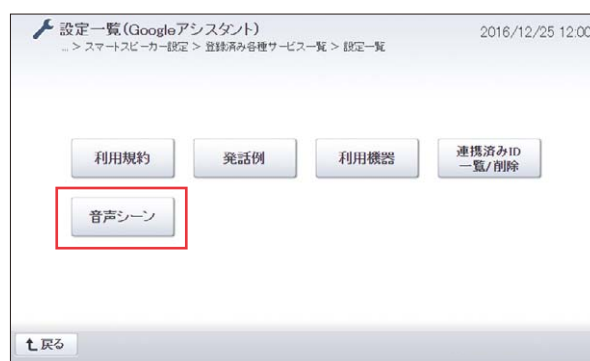 設定一覧(Googleアシスタント)
2016/12/25 12:00
... > スマートスピーカー設定 > 登録済み各種サービス一覧 > 設定一覧
利用規約
発話例
利用機器
連携済みID
一覧/削除
音声シーン
戻る